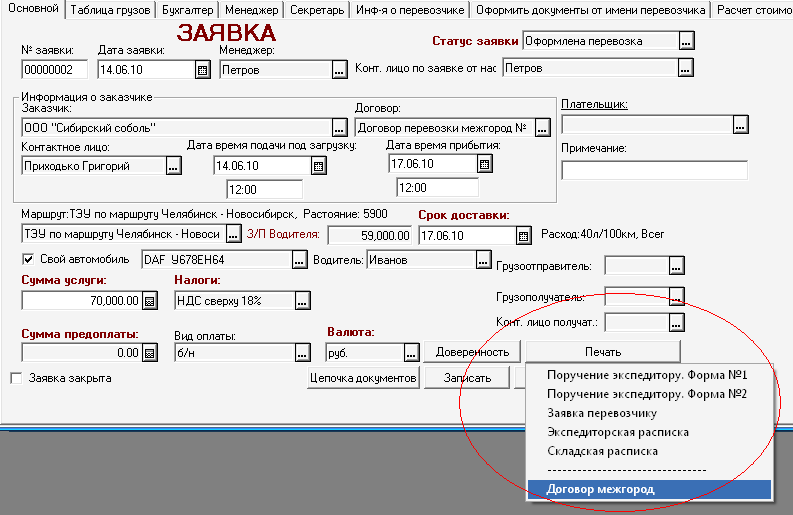 Основной Таблица грузов Бухгалтер Менеджер Секретарь Инф-я о перевозчике Оформить документы от имени перевозчика Расчет стоимо
ЗАЯВКА
Статус заявки Оформлена перевозка ...
№ заявки: Дата заявки: Менеджер:
00000002 14.06.10 Петров ... Конт. лицо по заявке от нас Петров ...
Информация о заказчике
Заказчик: Договор: Плательщик:
ООО "Сибирский соболь" ... Договор перевозки межгород № ... ...
Контактное лицо: Дата время подачи под загрузку: Дата время прибытия: Примечание:
Приходько Григорий ... 14.06.10 17.06.10
12:00 12:00
Маршрут:ТЭУ по маршруту Челябинск - Новосибирск, Растояние: 5900 Срок доставки:
ТЭУ по маршруту Челябинск - Новоси ... З/П Водителя: 59,000.00 17.06.10 Расход:40л/100км, Всег
Свой автомобиль DAF У678ЕН64 ... Водитель: Иванов ... Грузоотправитель: ...
Сумма услуги: Налоги:
70,000.00 НДС сверху 18% ... Грузополучатель: ...
Конт. лицо получат.: ...
Сумма предоплаты: Вид оплаты: Валюта:
0.00 б/н ... руб. ... Доверенность Печать
Заявка закрыта Цепочка документов Записать
Поручение экспедитору. Форма №1
Поручение экспедитору. Форма №2
Заявка перевозчику
Экспедиторская расписка
Складская расписка
--------------------------------
Договор межгород